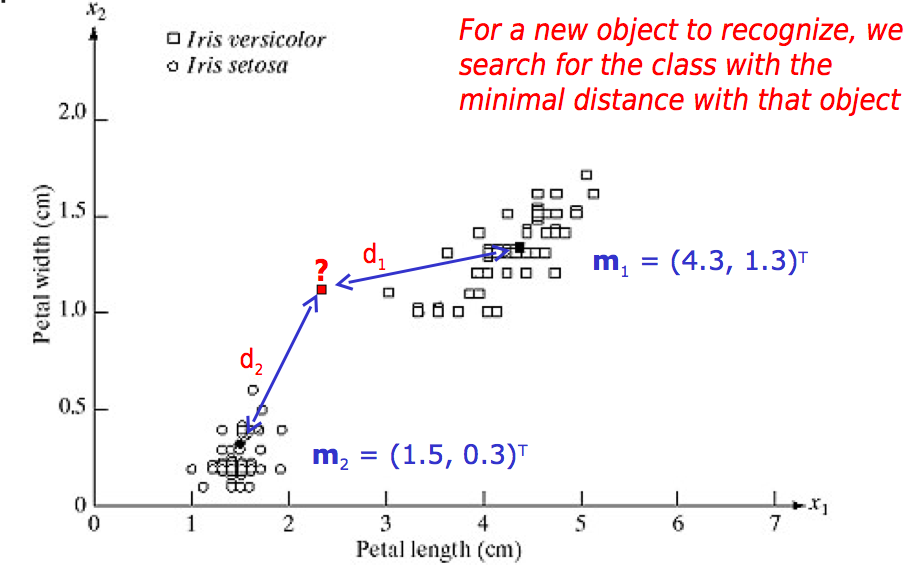 x₂
□ Iris versicolor
○ Iris setosa
For a new object to recognize, we
search for the class with the
minimal distance with that object
2.0
1.5
1.0
0.5
0
Petal width (cm)
?
d₁
d₂
m₁ = (4.3, 1.3)ᵀ
m₂ = (1.5, 0.3)ᵀ
0 1 2 3 4 5 6 7
x₁
Petal length (cm)